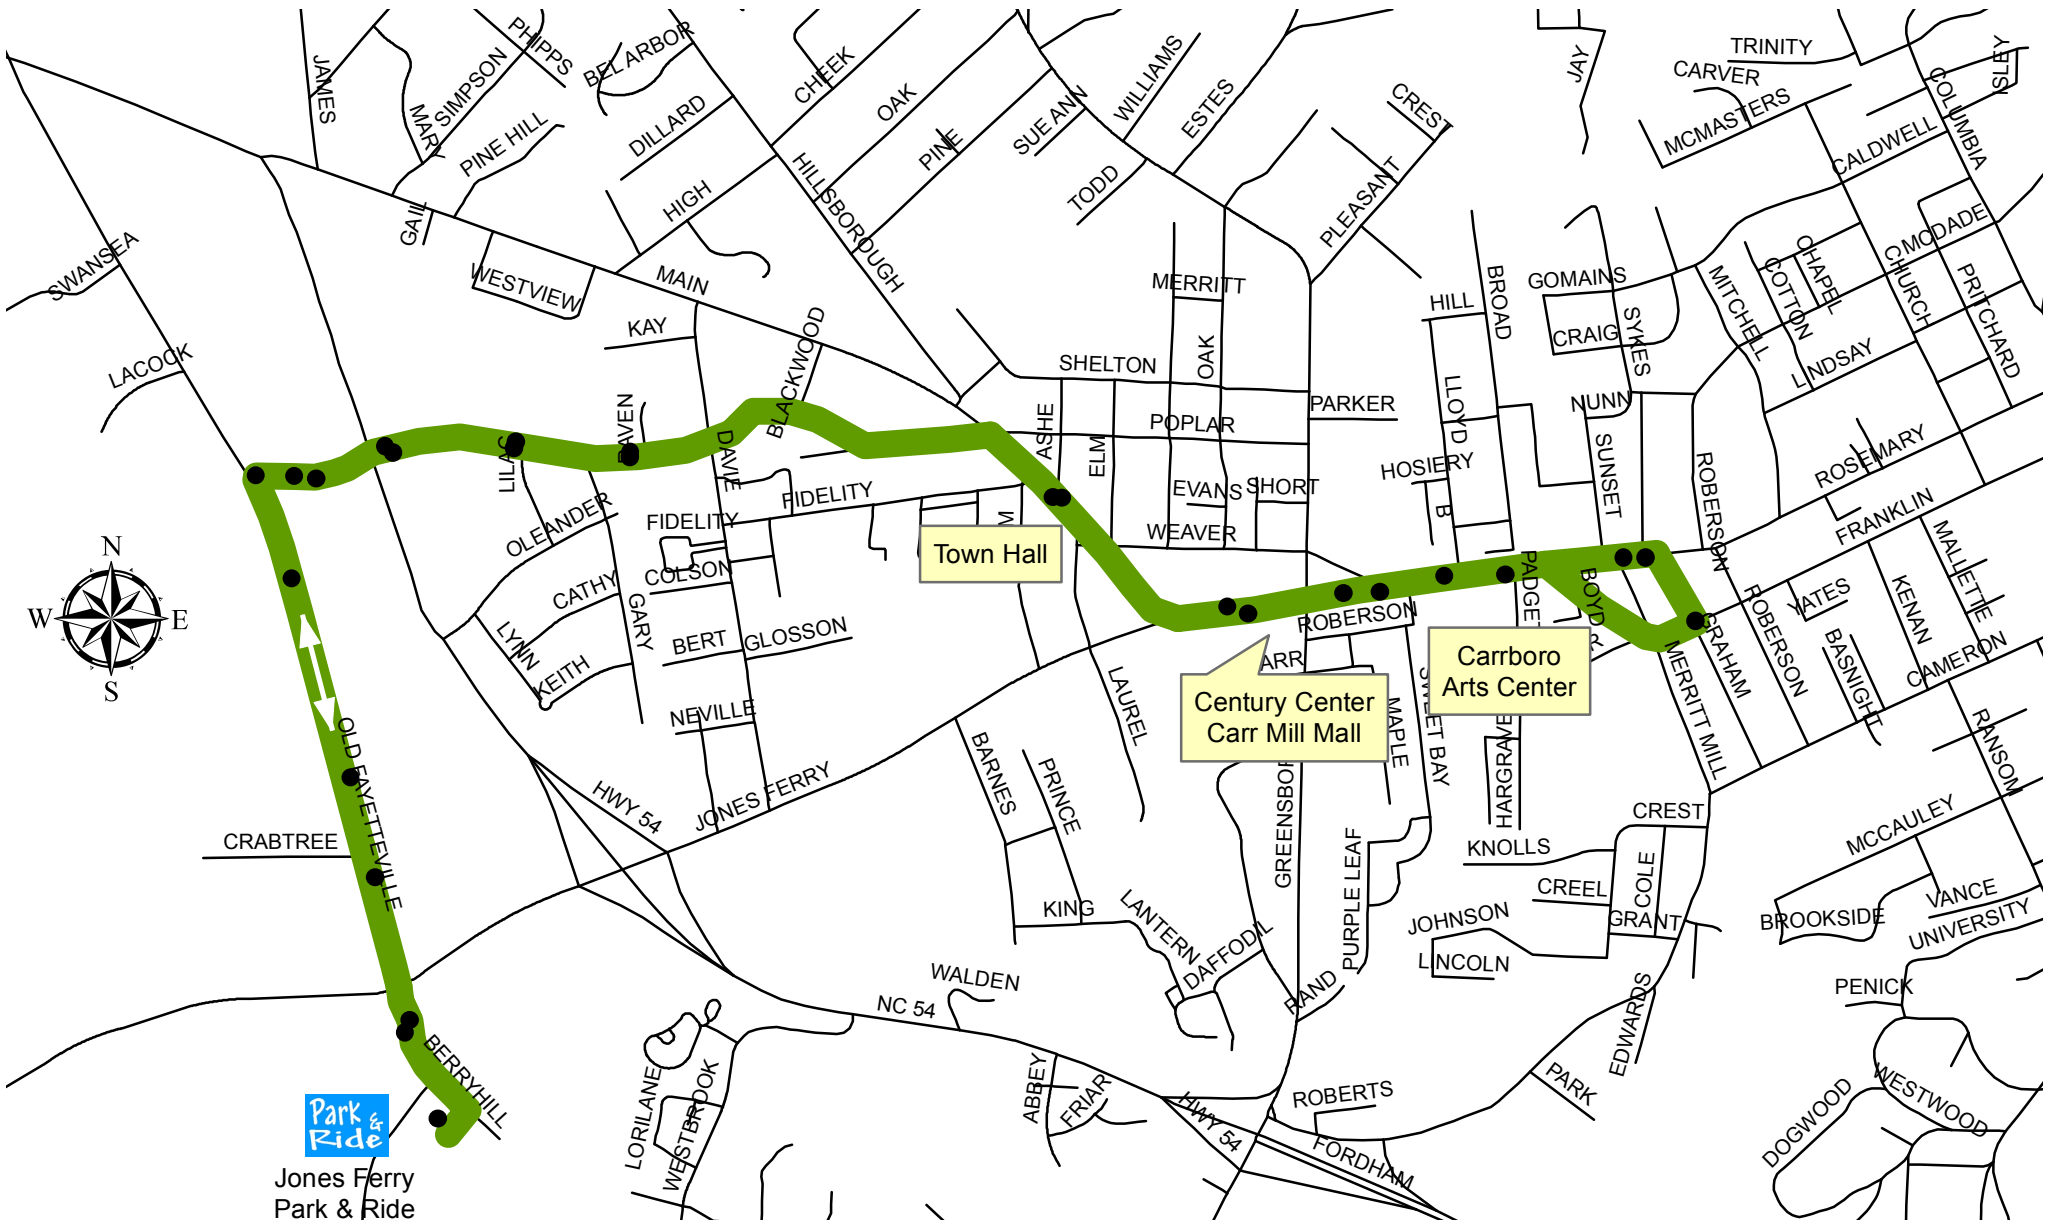 PHIPPS
BEL ARBOR
WILLIAMS
JAY
TRINITY
ISLEY
JAMES
SIMPSON
CHEEK
OAK
ESTES
CREST
CARVER
COLUMBIA
MARY
PINE HILL
DILLARD
PINE
SUE ANN
MCMASTERS
CALDWELL
GAIL
HIGH
HILLSBOROUGH
TODD
PLEASANT
SWANSEA
WESTVIEW
MAIN
MERRITT
BROAD
GOMAINS
MITCHELL
COTTON
CHAPEL
CHURCH
MCDADE
PRITCHARD
KAY
BLACKWOOD
HILL
CRAIG
SYKES
LACOCK
SHELTON
OAK
LLOYD
LINDSAY
NUNN
DAVIE
ASHE
ELM
POPLAR
PARKER
LILAC
HOSIERY
SUNSET
ROBERSON
ROSEMARY
FIDELITY
EVANS
SHORT
B
FRANKLIN
OLEANDER
FIDELITY
M
WEAVER
MALLETTE
N
Town Hall
CATHY
COLSON
GARY
BOYD
YATES
KENAN
W
E
ROBERSON
ROBERSON
S
LYNN
BERT
GLOSSON
ARR
Carrboro
Arts Center
GRAHAM
BASNIGHT
CAMERON
KEITH
LAUREL
SWEET BAY
MERRITT MILL
NEVILLE
Century Center
Carr Mill Mall
MAPLE
HARGRAVE
RANSOM
OLD FAYETTEVILLE
BARNES
PRINCE
HWY 54
JONES FERRY
CRABTREE
CREST
MCCAULEY
KNOLLS
PURPLE LEAF
COLE
CREEL
VANCE
KING
LANTERN
JOHNSON
GRANT
BROOKSIDE
UNIVERSITY
DAFFODIL
LINCOLN
WALDEN
RAND
PENICK
NC 54
EDWARDS
BERRYHILL
LORILANE
WESTBROOK
ABBEY
FRIAR
ROBERTS
PARK
DOGWOOD
WESTWOOD
HWY 54
FORDHAM
Park &
Ride
Jones Ferry
Park & Ride